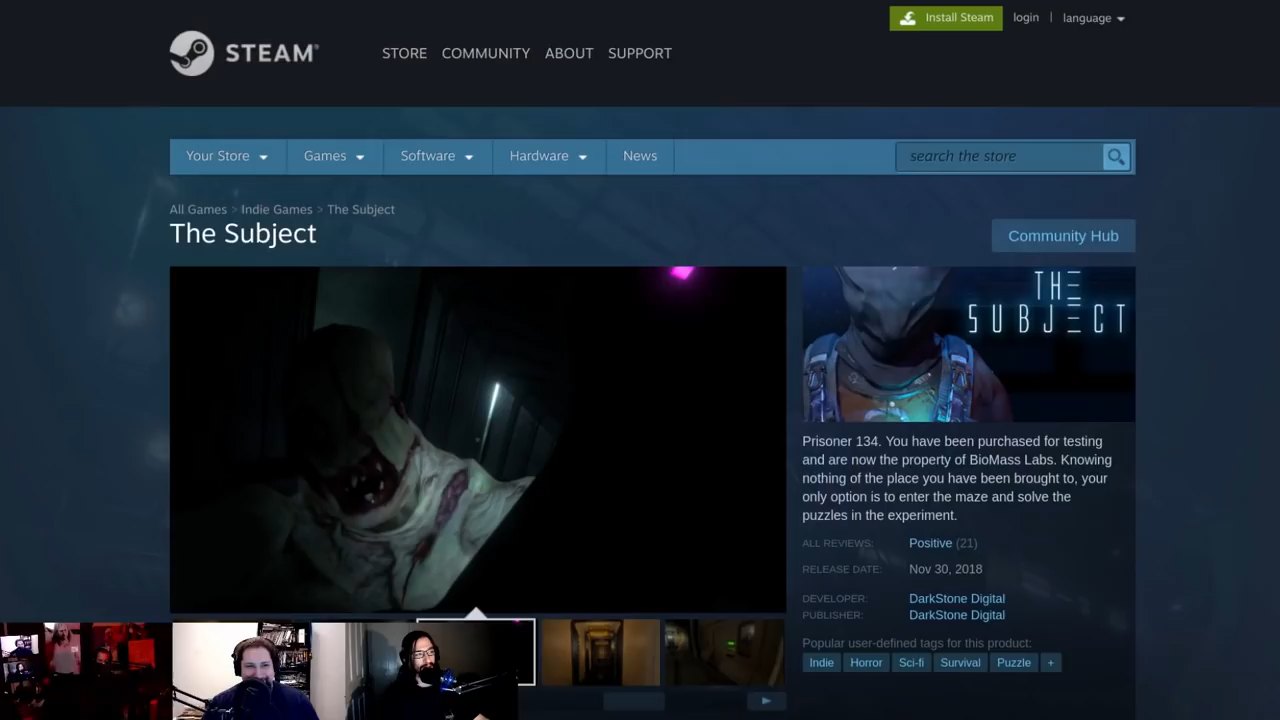 Install Steam
login | language
STEAM®
STORE COMMUNITY ABOUT SUPPORT
Your Store Games Software Hardware News
search the store
All Games > Indie Games > The Subject
The Subject
Community Hub
THE
SUBJECT
Prisoner 134. You have been purchased for testing
and are now the property of BioMass Labs. Knowing
nothing of the place you have been brought to, your
only option is to enter the maze and solve the
puzzles in the experiment.
ALL REVIEWS: Positive (21)
RELEASE DATE: Nov 30, 2018
DEVELOPER: DarkStone Digital
PUBLISHER: DarkStone Digital
Popular user-defined tags for this product:
Indie Horror Sci-fi Survival Puzzle +